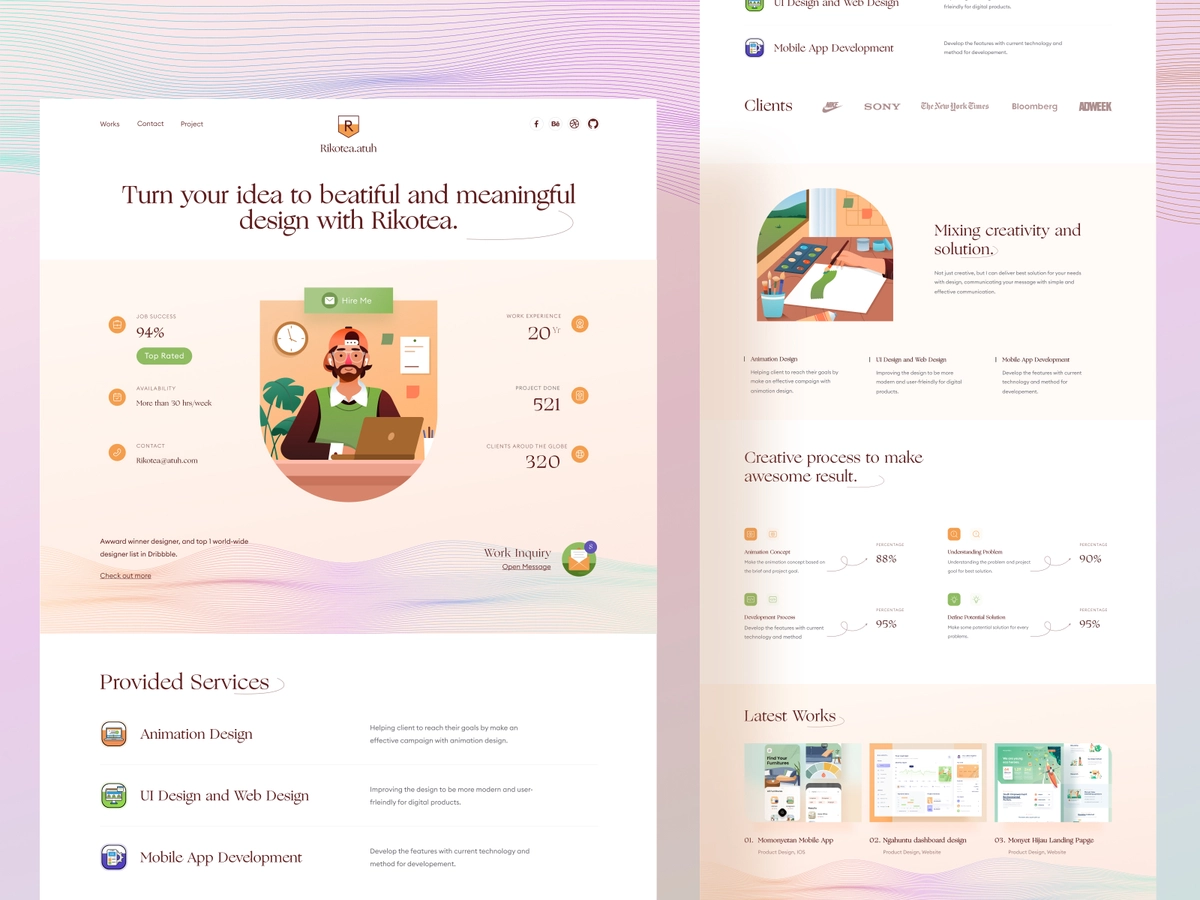 Works Contact Project
R
Rikotea.atuh
Bē
Turn your idea to beatiful and meaningful
design with Rikotea.
Hire Me
JOB SUCCESS
94%
Top Rated
AVAILABILITY
More than 30 hrs/week
CONTACT
Rikotea@atuh.com
WORK EXPERIENCE
20 Yr
PROJECT DONE
521
CLIENTS AROUD THE GLOBE
320
Awward winner designer, and top 1 world-wide
designer list in Dribbble.
Check out more
Work Inquiry
Open Message
8
Provided Services
Animation Design
Helping client to reach their goals by make an
effective campaign with animation design.
UI Design and Web Design
Improving the design to be more modern and user-
frieindly for digital products.
Mobile App Development
Develop the features with current technology and
method for developement.
UI Design and Web Design
frieindly for digital products.
Mobile App Development
Develop the features with current technology and
method for developement.
Clients
NIKE
SONY
The New York Times
Bloomberg
ADWEEK
Mixing creativity and
solution.
Not just creative, but I can deliver best solution for your needs
with design, communicating your message with simple and
effective communication.
Animation Design
Helping client to reach their goals by
make an effective campaign with
animation design.
UI Design and Web Design
Improving the design to be more
modern and user-frieindly for digital
products.
Mobile App Development
Develop the features with current
technology and method for
developement.
Creative process to make
awesome result.
Animation Concept
Make the animation concept based on
the brief and project goal.
PERCENTAGE
88%
Understanding Problem
Understanding the problem and project
goal for best solution.
PERCENTAGE
90%
Development Process
Develop the features with current
technology and method
PERCENTAGE
95%
Define Potential Solution
Make some potential solution for every
problems.
PERCENTAGE
95%
Latest Works
Find Your
Furnitures
01. Momonyetan Mobile App
Product Design, IOS
02. Ngahuntu dashboard design
Product Design, Website
03. Monyet Hijau Landing Papge
Product Design, Website